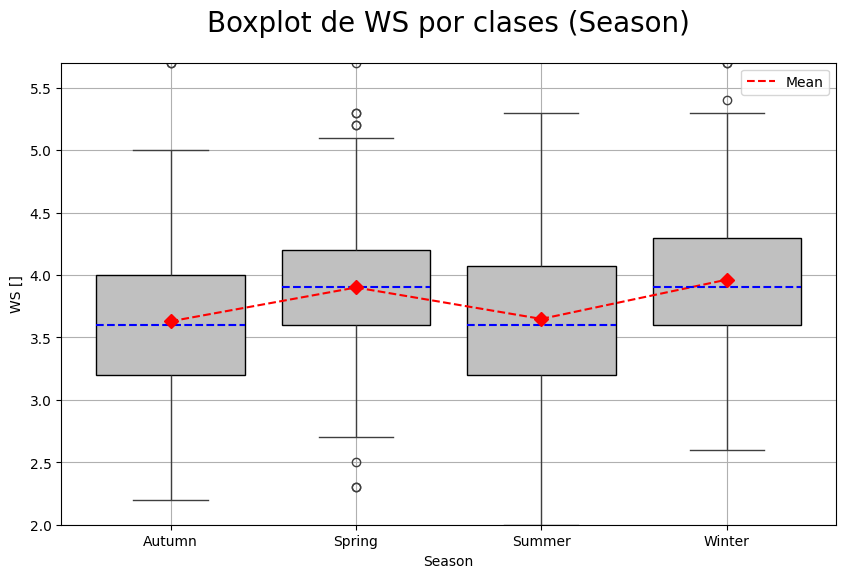 Boxplot de WS por clases (Season)
Mean
5.5
5.0
4.5
4.0
3.5
3.0
2.5
2.0
WS []
Autumn Spring Summer Winter
Season